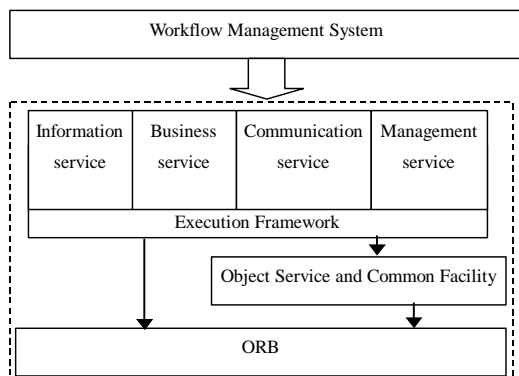 Workflow Management System
Information
service
Business
service
Communication
service
Management
service
Execution Framework
Object Service and Common Facility
ORB